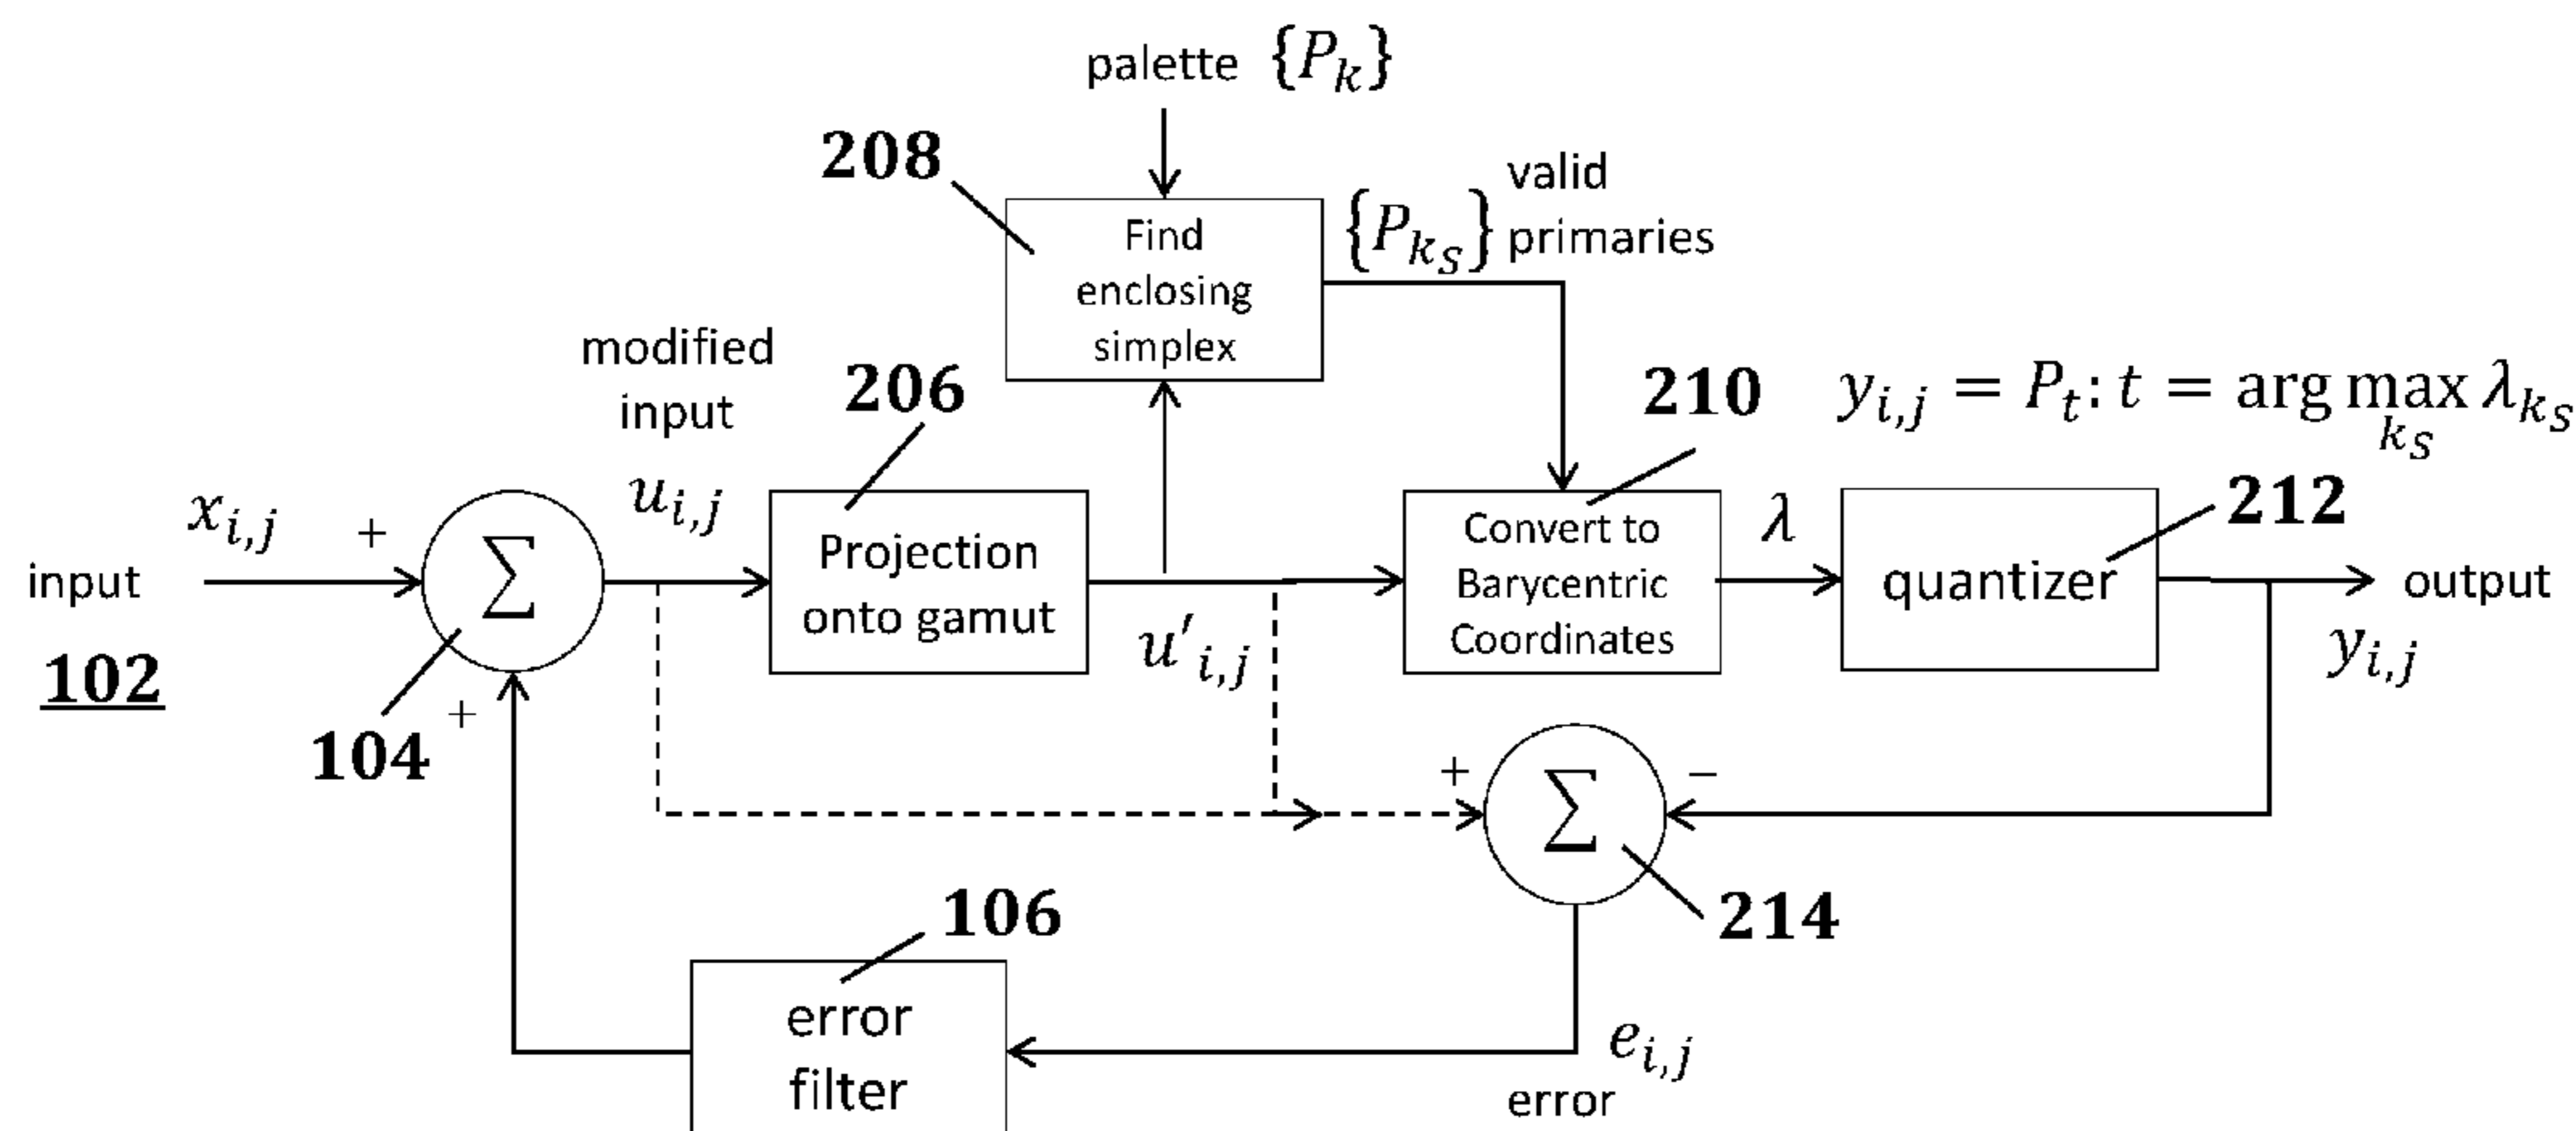 palette {P_k}
208
valid
{P_{k_S}} primaries
Find
enclosing
simplex
modified
input
206
u_{i,j}
210
y_{i,j} = P_t: t = arg max_{k_S} λ_{k_S}
x_{i,j}
+
input
102
∑
104
+
Projection
onto gamut
u'_{i,j}
Convert to
Barycentric
Coordinates
λ
quantizer
212
output
y_{i,j}
+
−
∑
214
106
error
filter
e_{i,j}
error